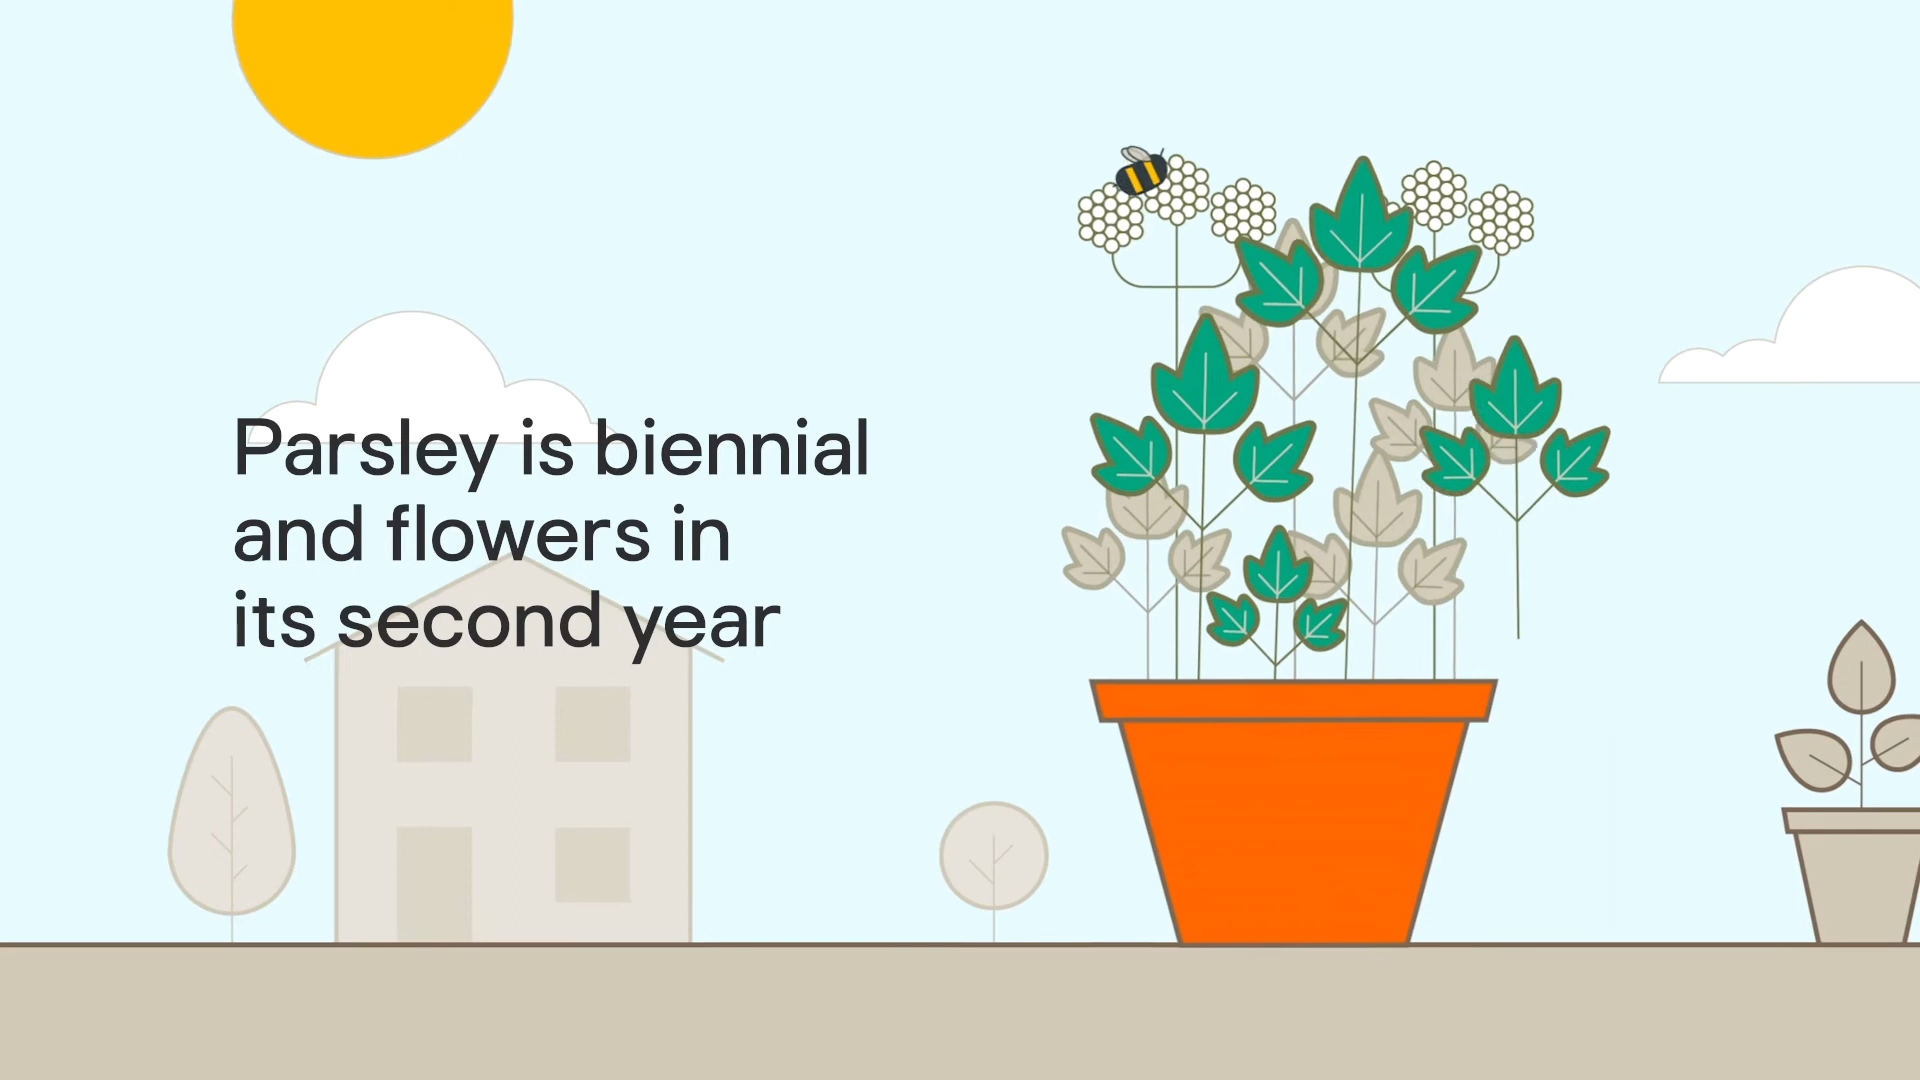 Parsley is biennial
and flowers in
its second year